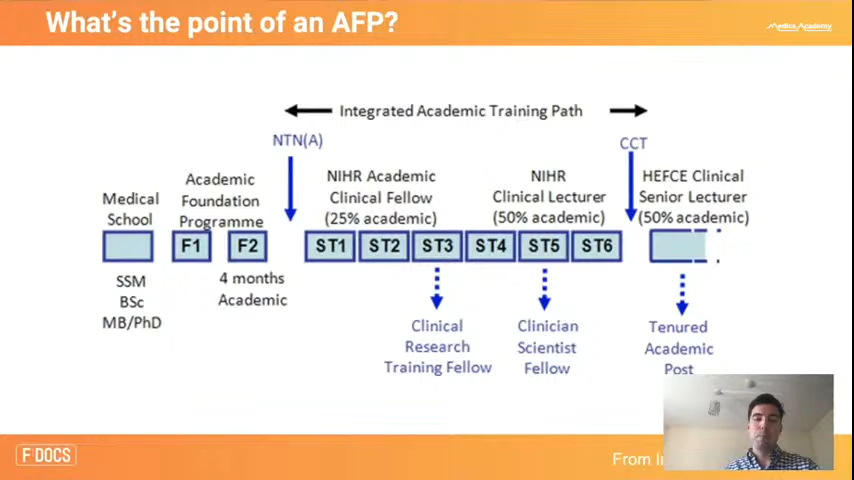 What's the point of an AFP?
Medics Academy
Integrated Academic Training Path
NTN(A)
CCT
Medical
School
Academic
Foundation
Programme
NIHR Academic
Clinical Fellow
(25% academic)
NIHR
Clinical Lecturer
(50% academic)
HEFCE Clinical
Senior Lecturer
(50% academic)
F1
F2
ST1
ST2
ST3
ST4
ST5
ST6
SSM
BSc
MB/PhD
4 months
Academic
Clinical
Research
Training Fellow
Clinician
Scientist
Fellow
Tenured
Academic
Post
F DOCS
From